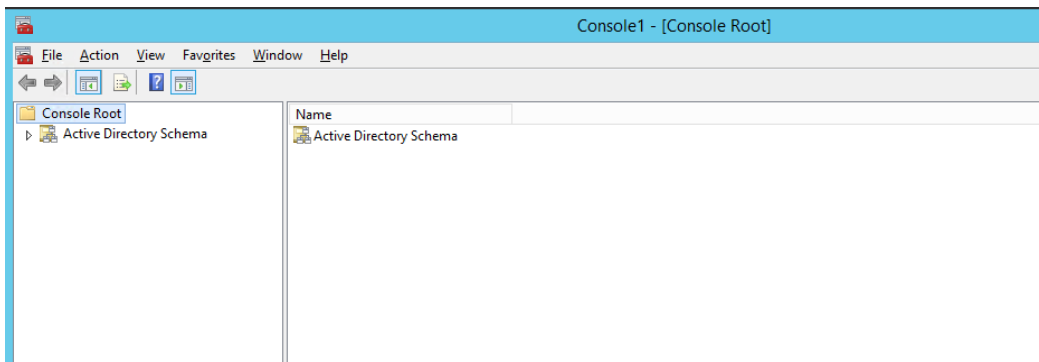 Console1 - [Console Root]
File Action View Favorites Window Help
Console Root
Active Directory Schema
Name
Active Directory Schema